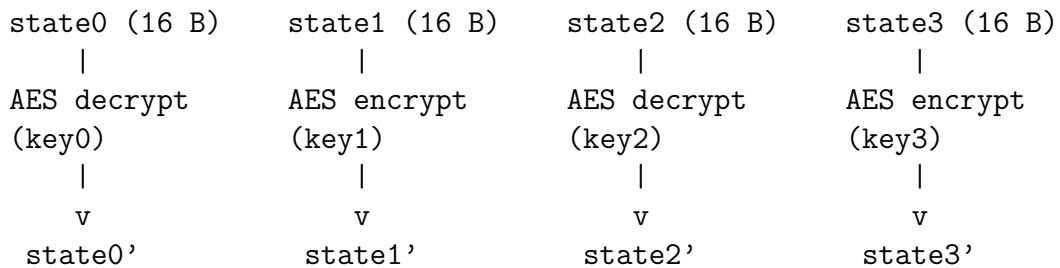 state0 (16 B) state1 (16 B) state2 (16 B) state3 (16 B)
| | | |
AES decrypt AES encrypt AES decrypt AES encrypt
(key0) (key1) (key2) (key3)
| | | |
v v v v
state0’ state1’ state2’ state3’